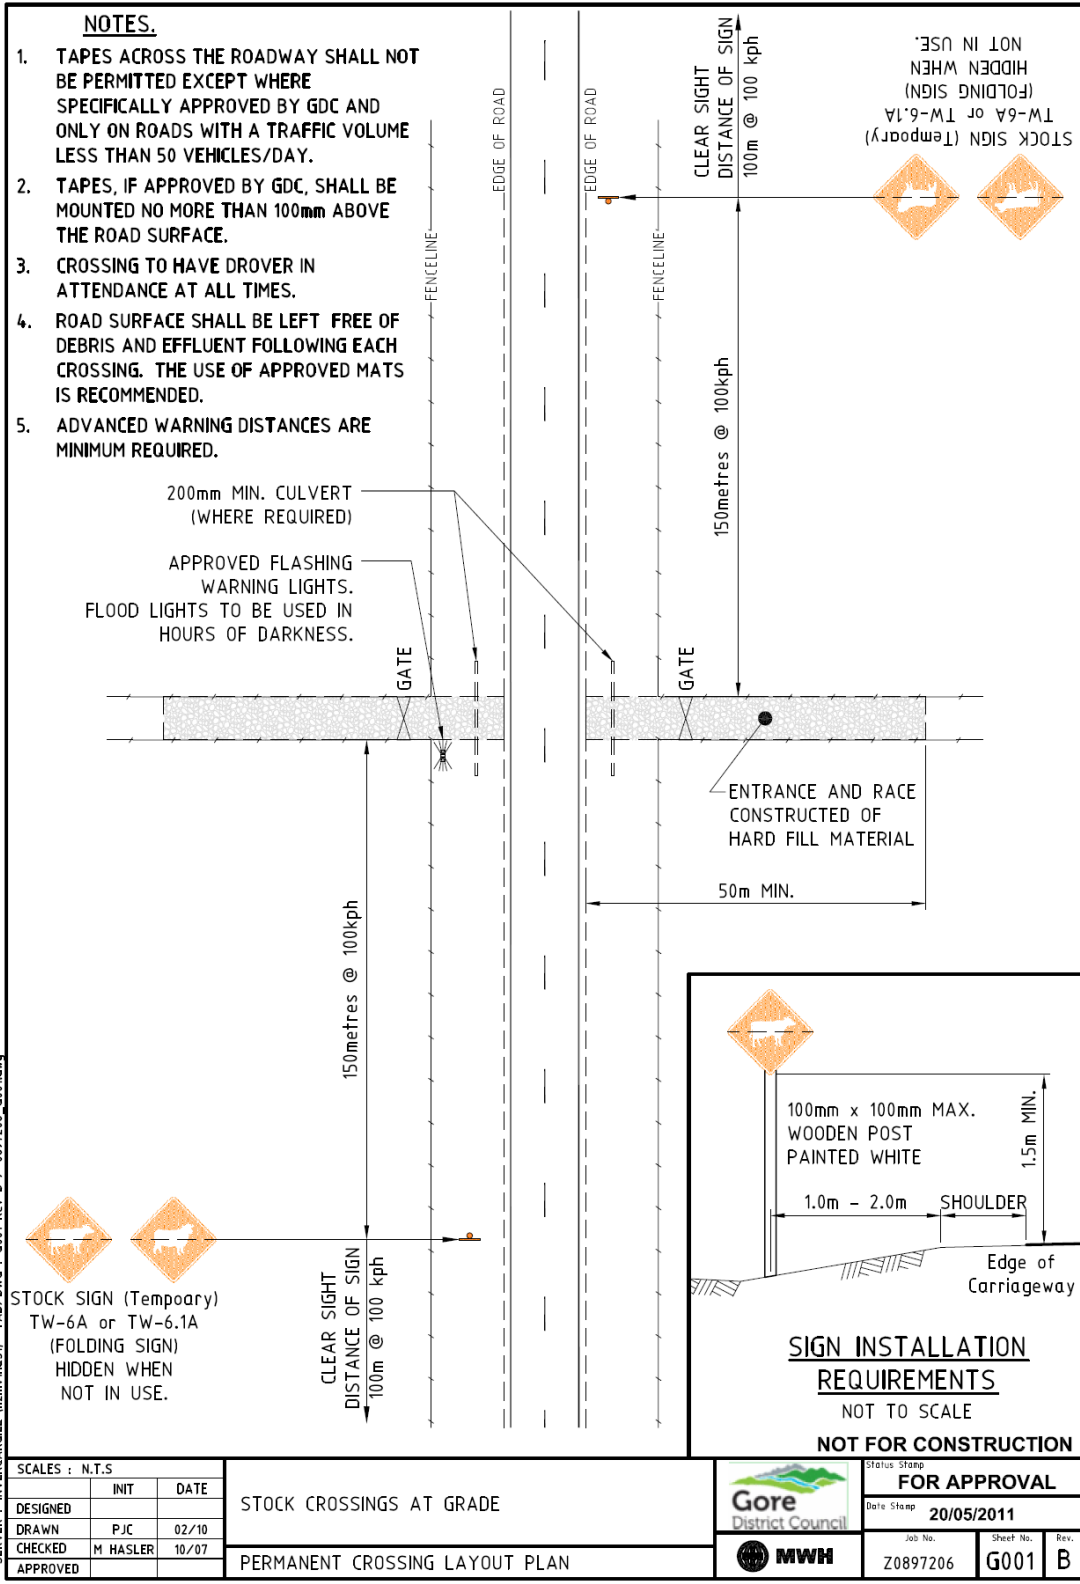 NOTES.
1. TAPES ACROSS THE ROADWAY SHALL NOT
BE PERMITTED EXCEPT WHERE
SPECIFICALLY APPROVED BY GDC AND
ONLY ON ROADS WITH A TRAFFIC VOLUME
LESS THAN 50 VEHICLES/DAY.
2. TAPES, IF APPROVED BY GDC, SHALL BE
MOUNTED NO MORE THAN 100mm ABOVE
THE ROAD SURFACE.
3. CROSSING TO HAVE DROVER IN
ATTENDANCE AT ALL TIMES.
4. ROAD SURFACE SHALL BE LEFT FREE OF
DEBRIS AND EFFLUENT FOLLOWING EACH
CROSSING. THE USE OF APPROVED MATS
IS RECOMMENDED.
5. ADVANCED WARNING DISTANCES ARE
MINIMUM REQUIRED.
EDGE OF ROAD
EDGE OF ROAD
FENCELINE
FENCELINE
CLEAR SIGHT
DISTANCE OF SIGN
100m @ 100 kph
STOCK SIGN (Tempoary)
TW-6A or TW-6.1A
(FOLDING SIGN)
HIDDEN WHEN
NOT IN USE.
150metres @ 100kph
200mm MIN. CULVERT
(WHERE REQUIRED)
APPROVED FLASHING
WARNING LIGHTS.
FLOOD LIGHTS TO BE USED IN
HOURS OF DARKNESS.
GATE
GATE
ENTRANCE AND RACE
CONSTRUCTED OF
HARD FILL MATERIAL
50m MIN.
150metres @ 100kph
STOCK SIGN (Tempoary)
TW-6A or TW-6.1A
(FOLDING SIGN)
HIDDEN WHEN
NOT IN USE.
CLEAR SIGHT
DISTANCE OF SIGN
100m @ 100 kph
100mm x 100mm MAX.
WOODEN POST
PAINTED WHITE
1.5m MIN.
1.0m - 2.0m
SHOULDER
Edge of
Carriageway
SIGN INSTALLATION
REQUIREMENTS
NOT TO SCALE
NOT FOR CONSTRUCTION
SCALES : N.T.S
INIT DATE
DESIGNED
DRAWN PJC 02/10
CHECKED M HASLER 10/07
APPROVED
STOCK CROSSINGS AT GRADE
PERMANENT CROSSING LAYOUT PLAN
Gore
District Council
MWH
Status Stamp
FOR APPROVAL
Date Stamp
20/05/2011
Job No. Sheet No. Rev.
Z0897206 G001 B